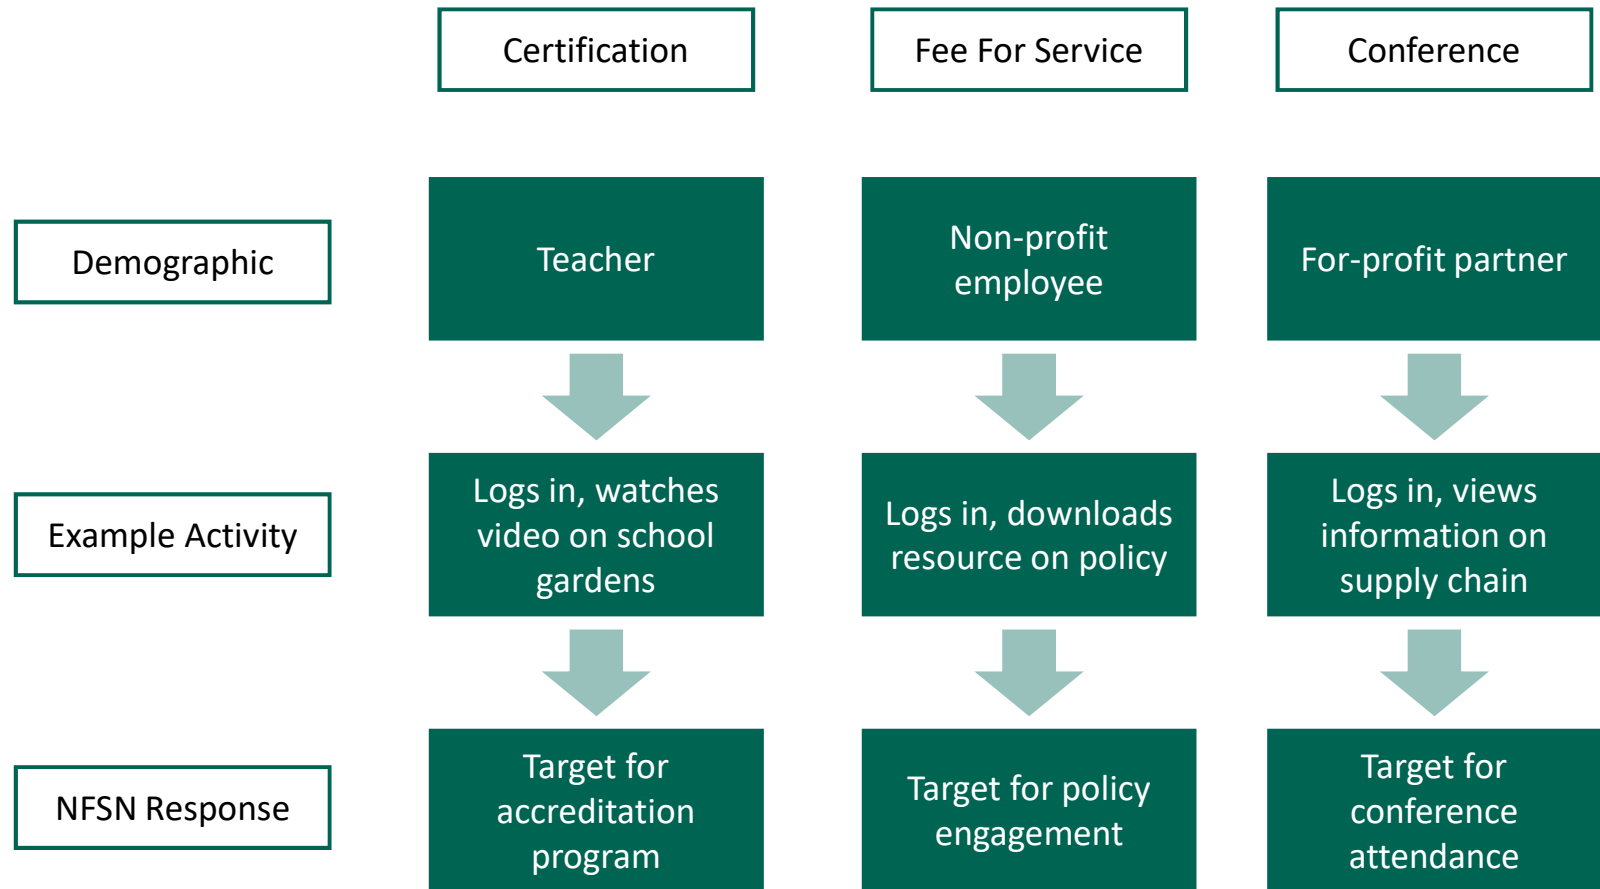 Certification
Fee For Service
Conference
Demographic
Teacher
Non-profit
employee
For-profit partner
Example Activity
Logs in, watches
video on school
gardens
Logs in, downloads
resource on policy
Logs in, views
information on
supply chain
NFSN Response
Target for
accreditation
program
Target for policy
engagement
Target for
conference
attendance